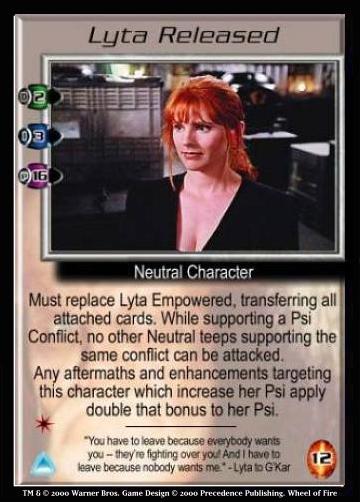 Lyta Released
D 2
I 3
P 16
Neutral Character
Must replace Lyta Empowered, transferring all
attached cards. While supporting a Psi
Conflict, no other Neutral teeps supporting the
same conflict can be attacked.
Any aftermaths and enhancements targeting
this character which increase her Psi apply
double that bonus to her Psi.
"You have to leave because everybody wants
you -- they're fighting over you! And I have to
leave because nobody wants me." - Lyta to G'Kar
12
TM & © 2000 Warner Bros. Game Design © 2000 Precedence Publishing. Wheel of Fire